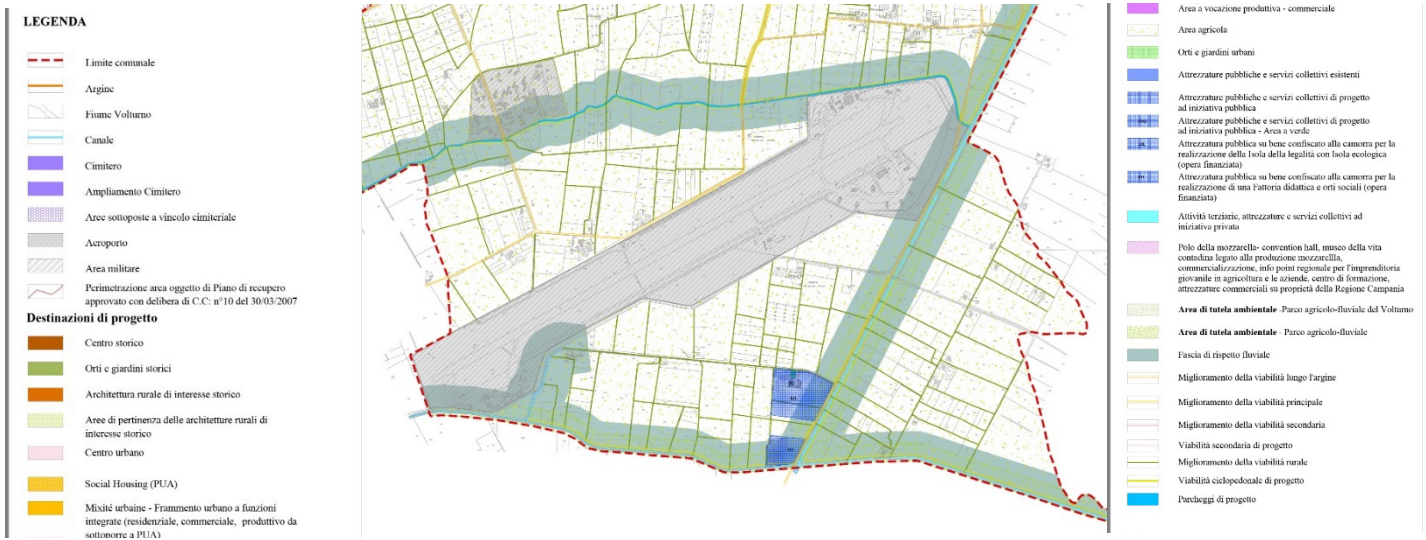 LEGENDA
Limite comunale
Argine
Fiume Volturno
Canale
Cimitero
Ampliamento Cimitero
Aree sottoposte a vincolo cimiteriale
Aeroporto
Area militare
Perimetrazione area oggetto di Piano di recupero
approvato con delibera di C.C: n°10 del 30/03/2007
Destinazioni di progetto
Centro storico
Orti e giardini storici
Architettura rurale di interesse storico
Aree di pertinenza delle architetture rurali di
interesse storico
Centro urbano
Social Housing (PUA)
Mixité urbaine - Frammento urbano a funzioni
integrate (residenziale, commerciale, produttivo da
sottoporre a PUA)
Area a vocazione produttiva - commerciale
Area agricola
Orti e giardini urbani
Attrezzature pubbliche e servizi collettivi esistenti
Attrezzature pubbliche e servizi collettivi di progetto
ad iniziativa pubblica
Attrezzature pubbliche e servizi collettivi di progetto
ad iniziativa pubblica - Area a verde
Attrezzatura pubblica su bene confiscato alla camorra per la
realizzazione della Isola della legalità con Isola ecologica
(opera finanziata)
Attrezzatura pubblica su bene confiscato alla camorra per la
realizzazione di una Fattoria didattica e orti sociali (opera
finanziata)
Attività terziarie, attrezzature e servizi collettivi ad
iniziativa privata
Polo della mozzarella- convention hall, museo della vita
contadina legato alla produzione mozzarellla,
commercializzazione, info point regionale per l'imprenditoria
giovanile in agricoltura e le aziende, centro di formazione,
attrezzature commerciali su proprietà della Regione Campania
Area di tutela ambientale -Parco agricolo-fluviale del Volturno
Area di tutela ambientale - Parco agricolo-fluviale
Fascia di rispetto fluviale
Miglioramento della viabilità lungo l'argine
Miglioramento della viabilità principale
Miglioramento della viabilità secondaria
Viabilità secondaria di progetto
Miglioramento della viabilità rurale
Viabilità ciclopedonale di progetto
Parcheggi di progetto